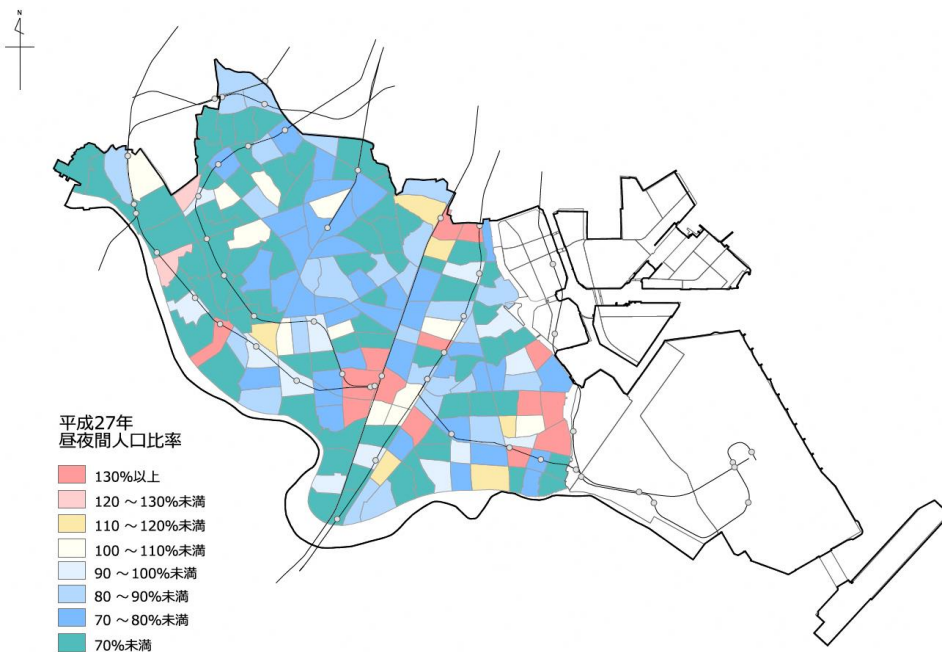 N
平成27年
昼夜間人口比率
130%以上
120 ～130%未満
110 ～120%未満
100 ～110%未満
90 ～100%未満
80 ～90%未満
70 ～80%未満
70%未満